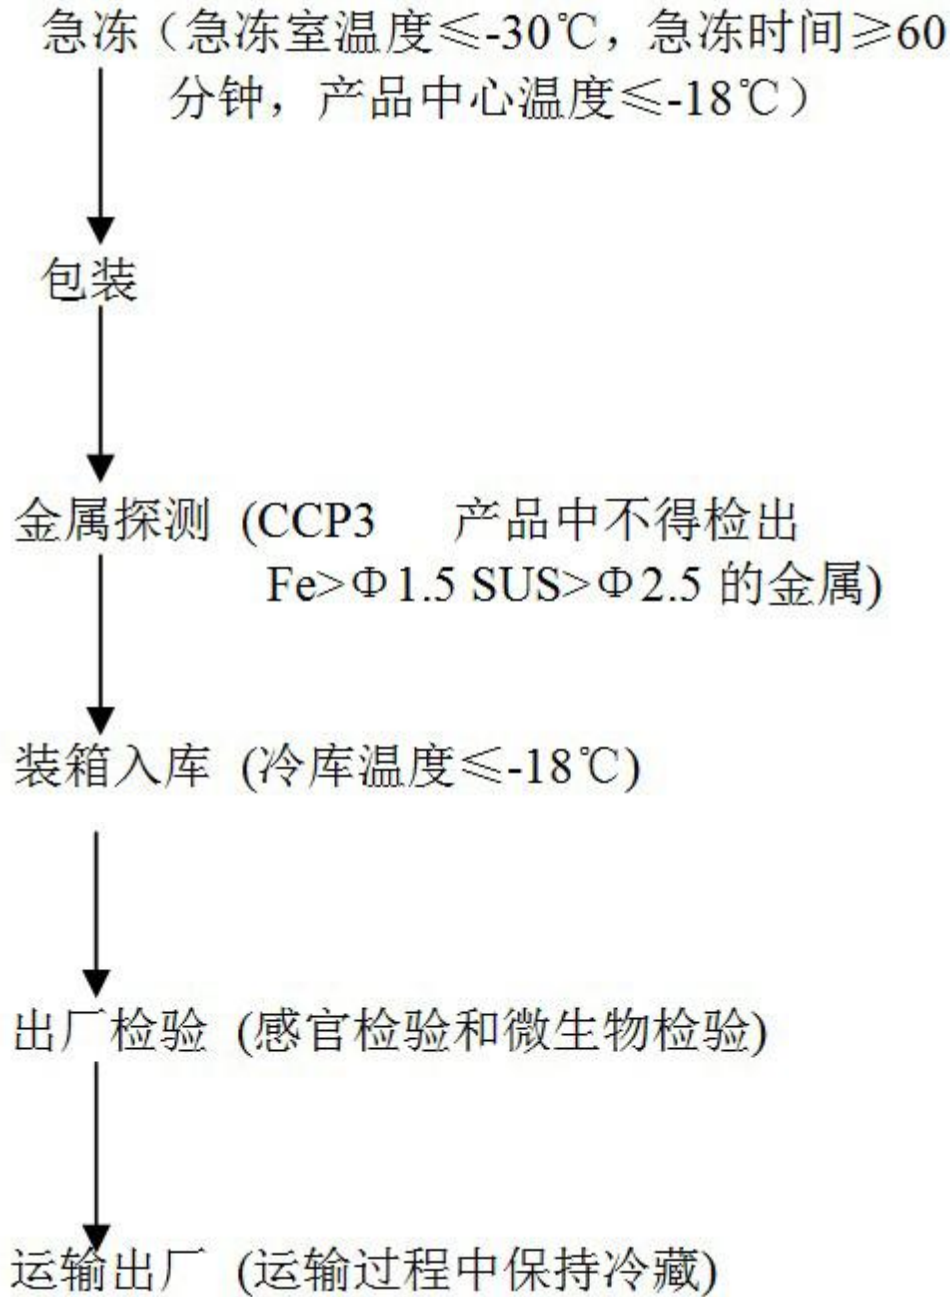 急冻（急冻室温度≤-30℃，急冻时间≥60
分钟，产品中心温度≤-18℃）
包装
金属探测 (CCP3 产品中不得检出
Fe>Φ1.5 SUS>Φ2.5 的金属)
装箱入库 (冷库温度≤-18℃)
出厂检验 (感官检验和微生物检验)
运输出厂 (运输过程中保持冷藏)